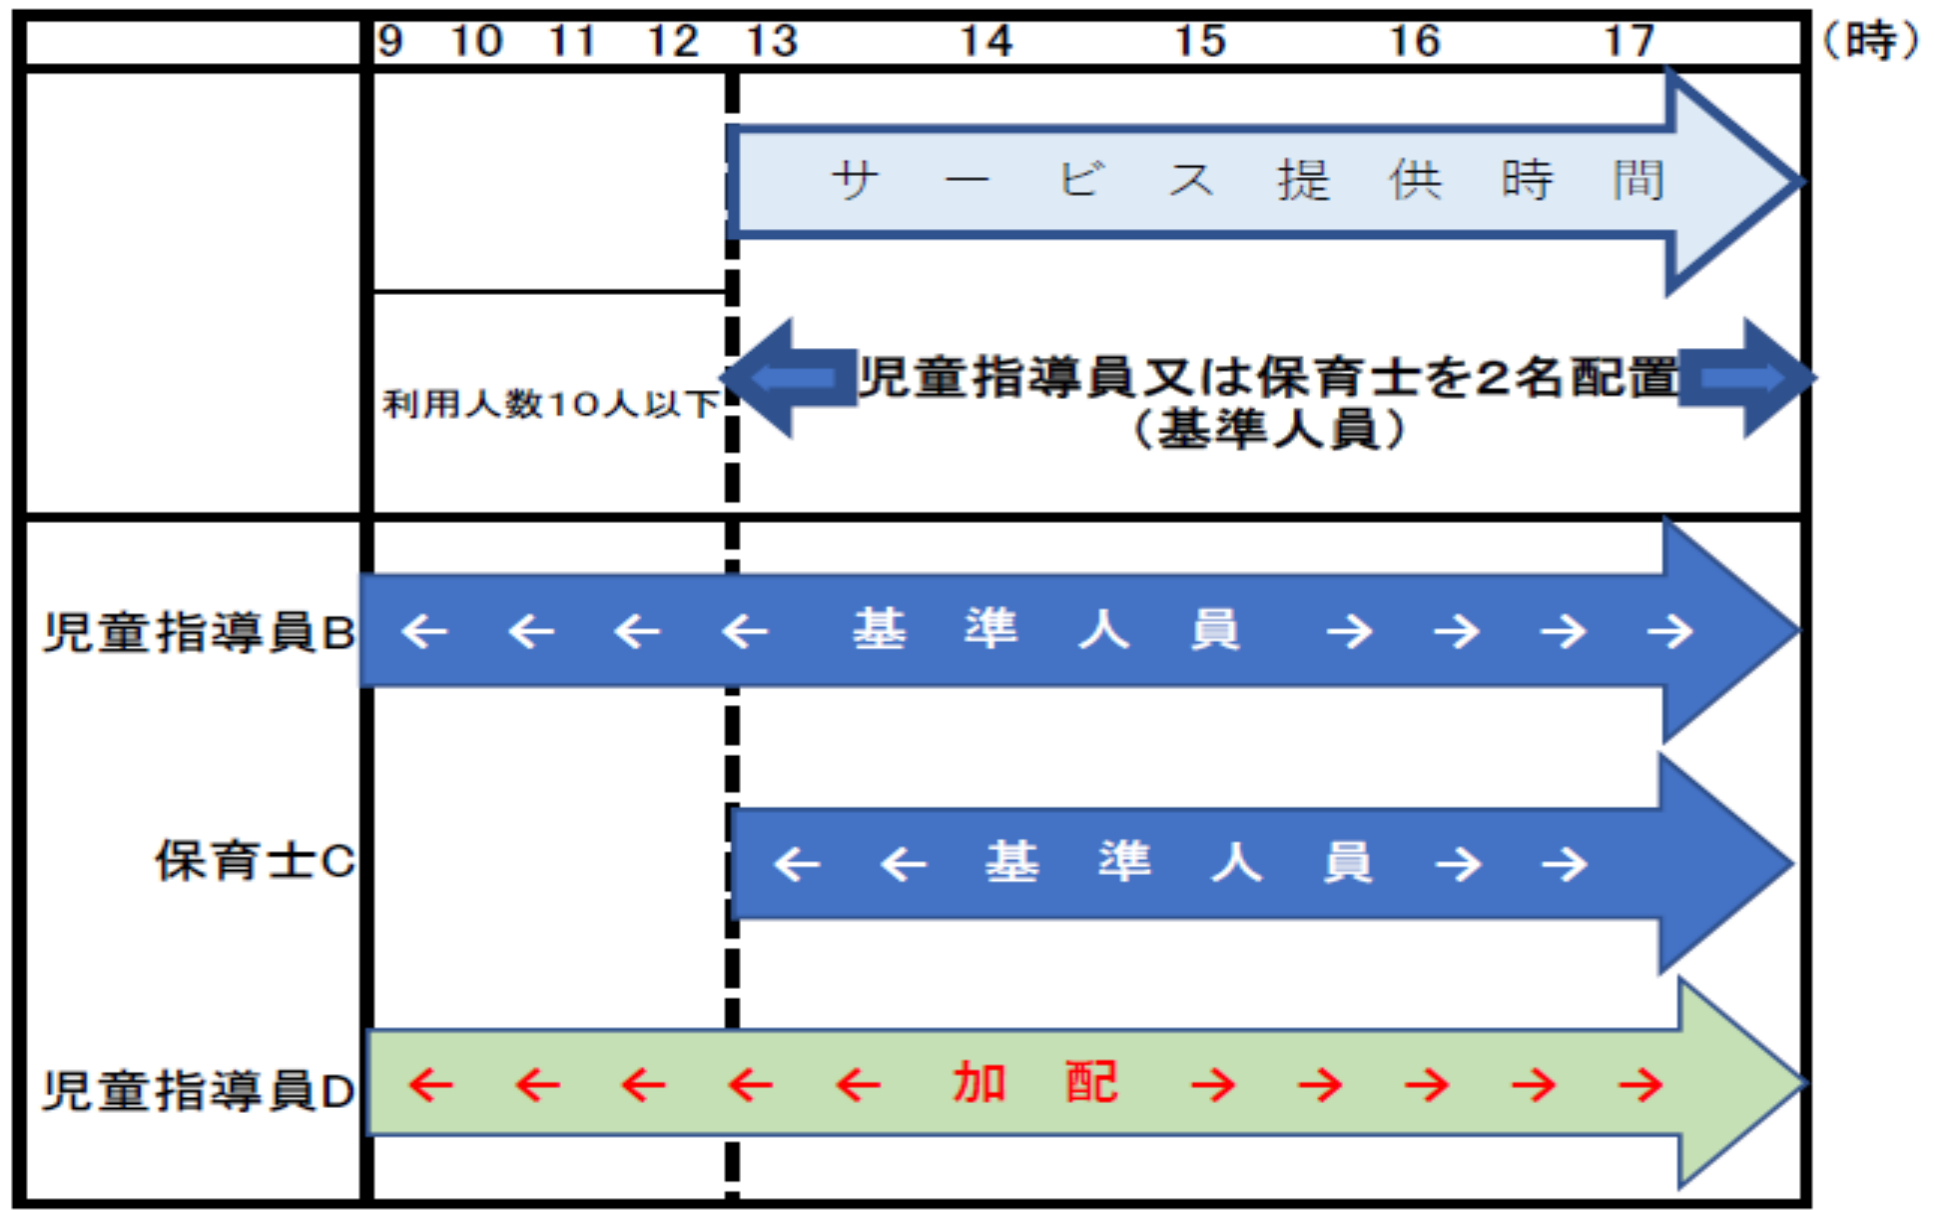 9 10 11 12 13 14 15 16 17 （時）
サービス提供時間
利用人数10人以下
児童指導員又は保育士を2名配置
（基準人員）
児童指導員B ← ← ← ← 基準人員 → → → →
保育士C ← ← 基準人員 → →
児童指導員D ← ← ← ← ← 加配 → → → → →